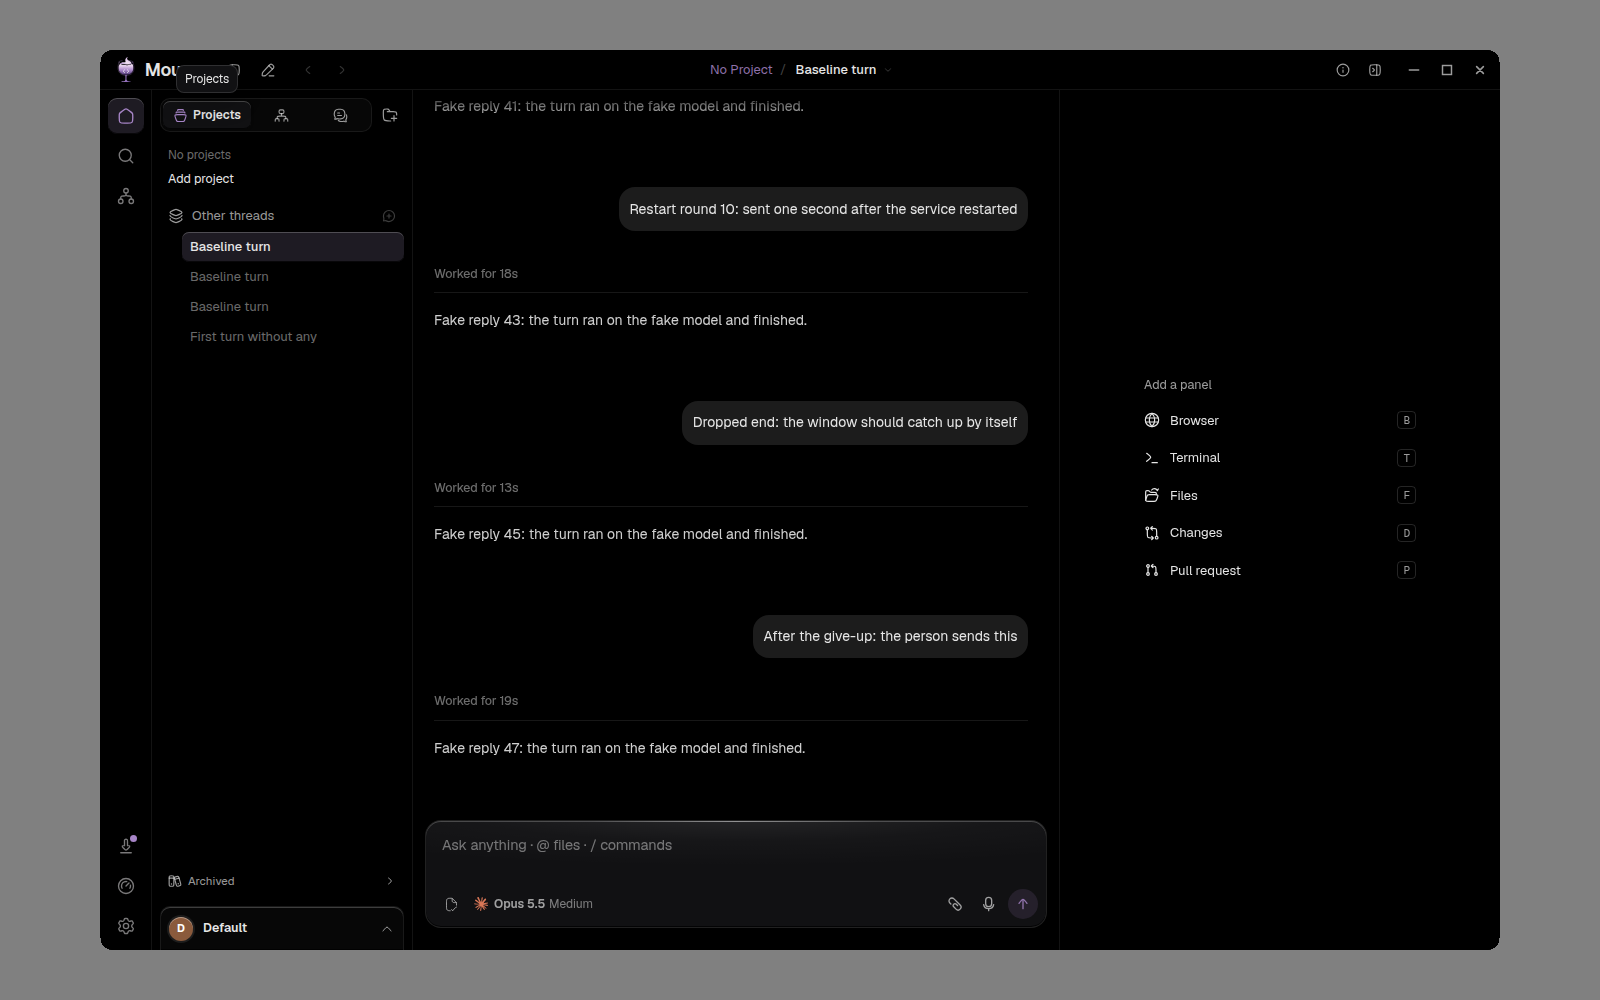 Mou
Projects
No Project / Baseline turn
Projects
No projects
Add project
Other threads
Baseline turn
Baseline turn
Baseline turn
First turn without any
Archived
D
Default
Fake reply 41: the turn ran on the fake model and finished.
Restart round 10: sent one second after the service restarted
Worked for 18s
Fake reply 43: the turn ran on the fake model and finished.
Dropped end: the window should catch up by itself
Worked for 13s
Fake reply 45: the turn ran on the fake model and finished.
After the give-up: the person sends this
Worked for 19s
Fake reply 47: the turn ran on the fake model and finished.
Ask anything · @ files · / commands
Opus 5.5 Medium
Add a panel
Browser B
Terminal T
Files F
Changes D
Pull request P